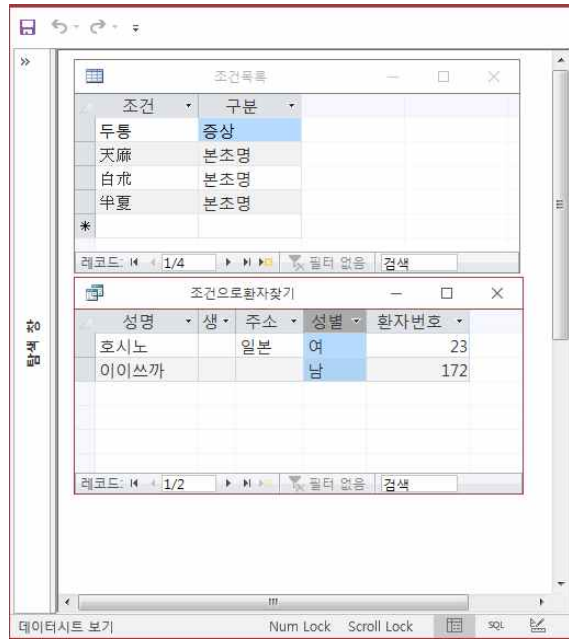 조건목록
조건 구분
두통 증상
天麻 본초명
白朮 본초명
半夏 본초명
레코드: 1/4 필터 없음 검색
조건으로환자찾기
성명 생 주소 성별 환자번호
호시노 일본 여 23
이이쓰까 남 172
레코드: 1/2 필터 없음 검색
탐색 창
데이터시트 보기 Num Lock Scroll Lock SQL